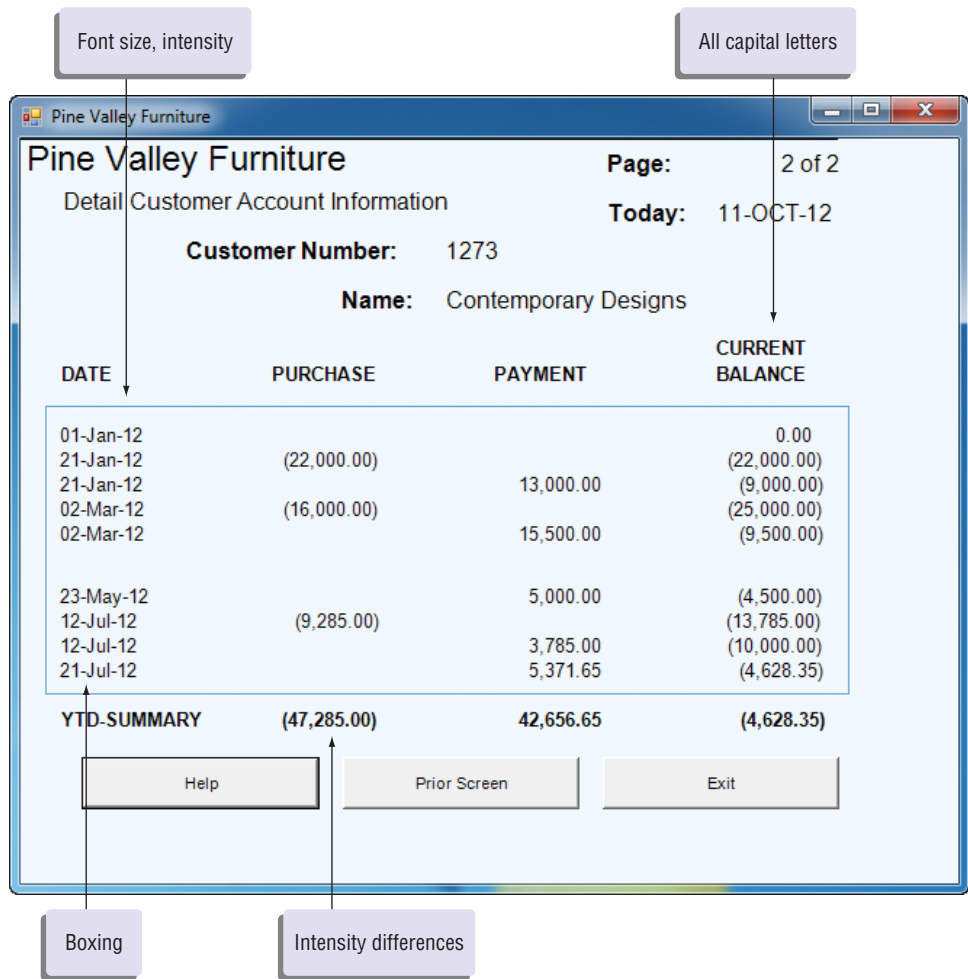 Font size, intensity
All capital letters
Pine Valley Furniture
Pine Valley Furniture
Page: 2 of 2
Detail Customer Account Information
Today: 11-OCT-12
Customer Number: 1273
Name: Contemporary Designs
DATE PURCHASE PAYMENT CURRENT BALANCE
01-Jan-12 0.00
21-Jan-12 (22,000.00) (22,000.00)
21-Jan-12 13,000.00 (9,000.00)
02-Mar-12 (16,000.00) (25,000.00)
02-Mar-12 15,500.00 (9,500.00)
23-May-12 5,000.00 (4,500.00)
12-Jul-12 (9,285.00) (13,785.00)
12-Jul-12 3,785.00 (10,000.00)
21-Jul-12 5,371.65 (4,628.35)
YTD-SUMMARY (47,285.00) 42,656.65 (4,628.35)
Help Prior Screen Exit
Boxing
Intensity differences